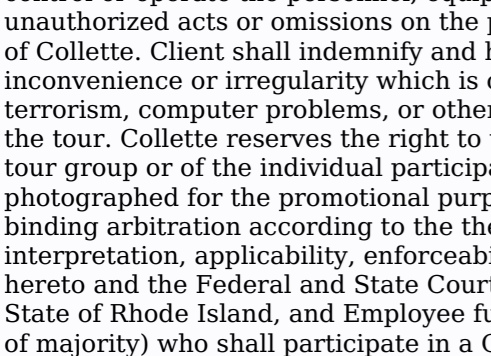 control or operate the personnel, equip
unauthorized acts or omissions on the p
of Collette. Client shall indemnify and h
inconvenience or irregularity which is c
terrorism, computer problems, or other
the tour. Collette reserves the right to
tour group or of the individual participa
photographed for the promotional purp
binding arbitration according to the the
interpretation, applicability, enforceabi
hereto and the Federal and State Court
State of Rhode Island, and Employee fu
of majority) who shall participate in a C